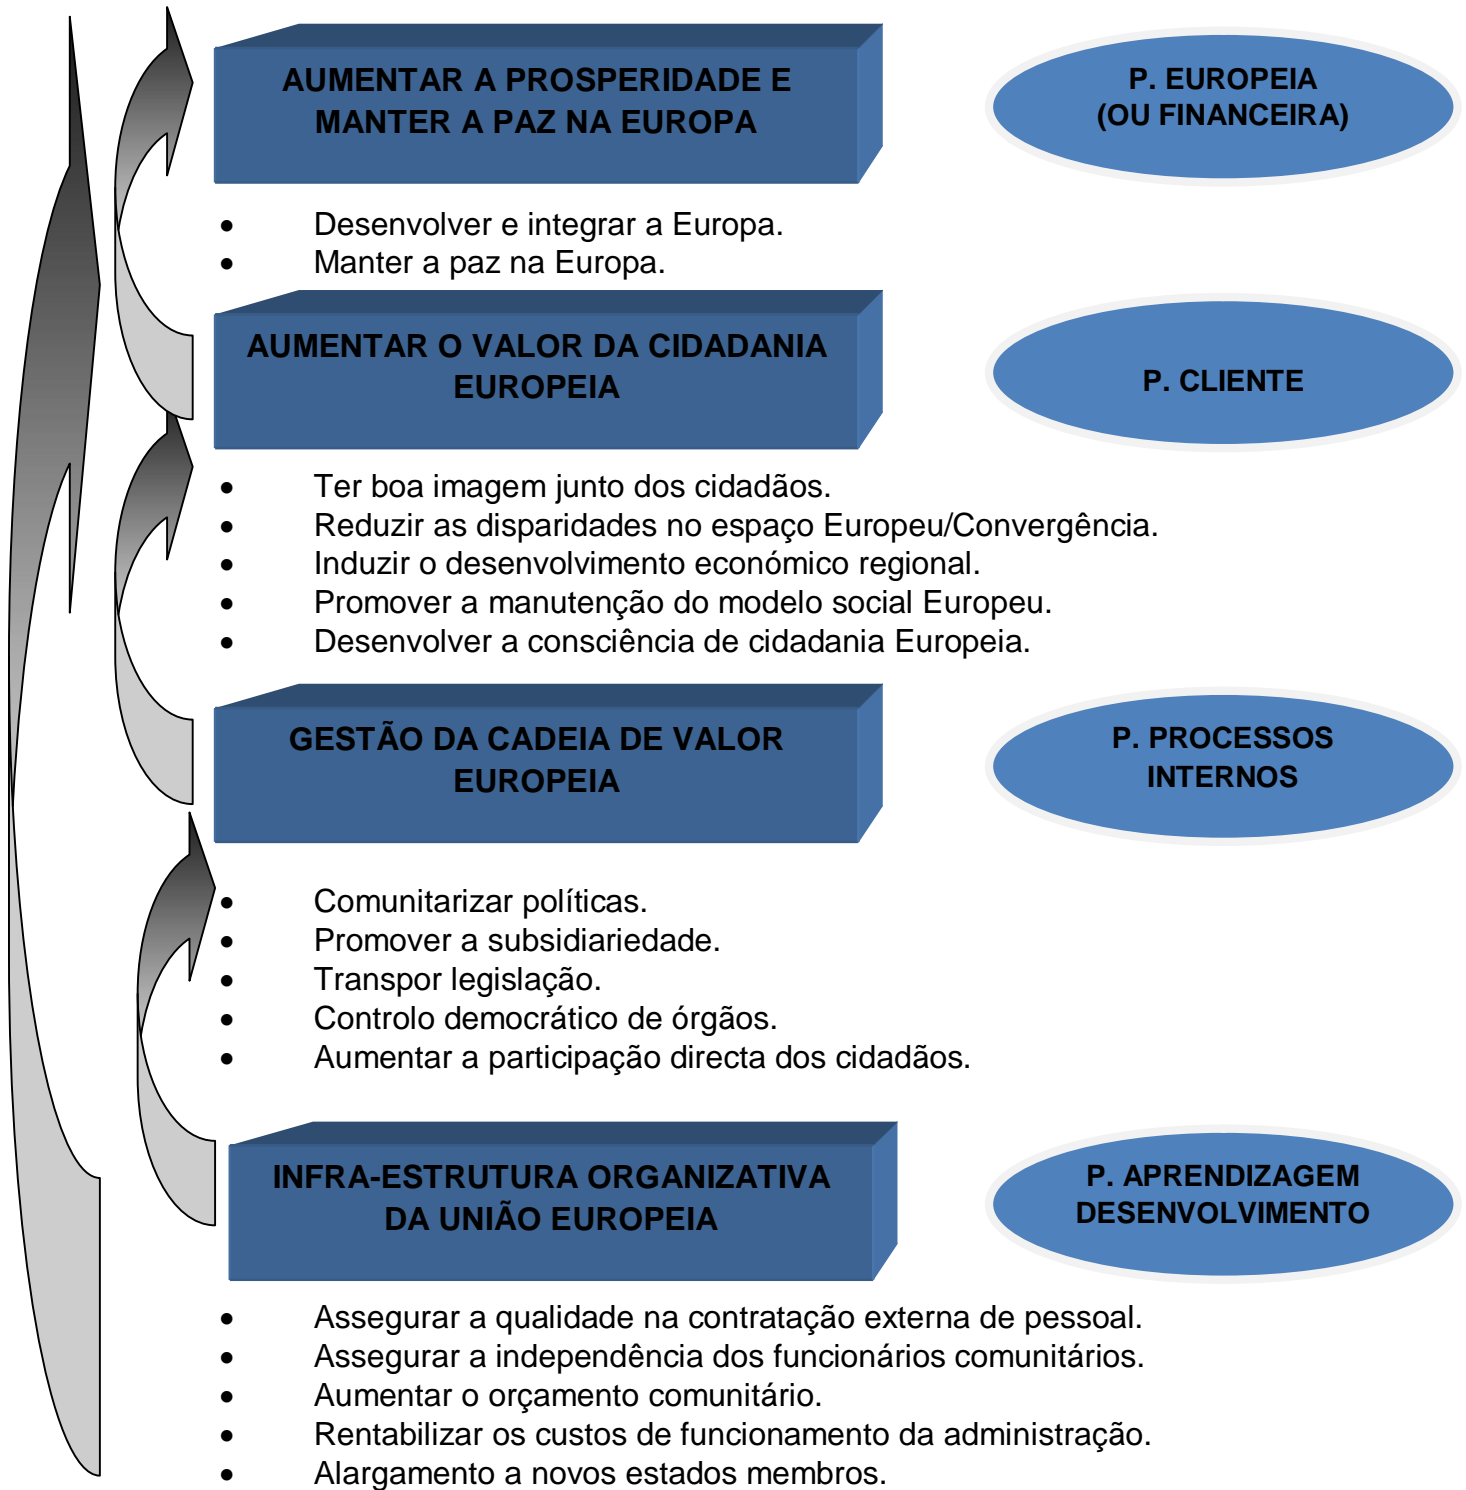 AUMENTAR A PROSPERIDADE E
MANTER A PAZ NA EUROPA
P. EUROPEIA
(OU FINANCEIRA)
• Desenvolver e integrar a Europa.
• Manter a paz na Europa.
AUMENTAR O VALOR DA CIDADANIA
EUROPEIA
P. CLIENTE
• Ter boa imagem junto dos cidadãos.
• Reduzir as disparidades no espaço Europeu/Convergência.
• Induzir o desenvolvimento económico regional.
• Promover a manutenção do modelo social Europeu.
• Desenvolver a consciência de cidadania Europeia.
GESTÃO DA CADEIA DE VALOR
EUROPEIA
P. PROCESSOS
INTERNOS
• Comunitarizar políticas.
• Promover a subsidiariedade.
• Transpor legislação.
• Controlo democrático de órgãos.
• Aumentar a participação directa dos cidadãos.
INFRA-ESTRUTURA ORGANIZATIVA
DA UNIÃO EUROPEIA
P. APRENDIZAGEM
DESENVOLVIMENTO
• Assegurar a qualidade na contratação externa de pessoal.
• Assegurar a independência dos funcionários comunitários.
• Aumentar o orçamento comunitário.
• Rentabilizar os custos de funcionamento da administração.
• Alargamento a novos estados membros.